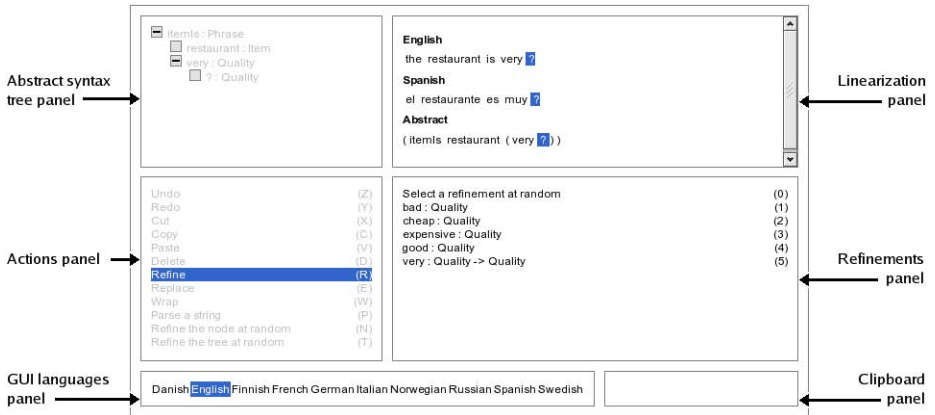 Abstract syntax
tree panel
itemIs : Phrase
restaurant : Item
very : Quality
? : Quality
English
the restaurant is very ?
Spanish
el restaurante es muy ?
Abstract
( itemIs restaurant ( very ? ) )
Linearization
panel
Actions panel
Undo (Z)
Redo (Y)
Cut (X)
Copy (C)
Paste (V)
Delete (D)
Refine (R)
Replace (E)
Wrap (W)
Parse a string (P)
Refine the node at random (N)
Refine the tree at random (T)
Select a refinement at random (0)
bad : Quality (1)
cheap : Quality (2)
expensive : Quality (3)
good : Quality (4)
very : Quality -> Quality (5)
Refinements
panel
GUI languages
panel
Danish English Finnish French German Italian Norwegian Russian Spanish Swedish
Clipboard
panel